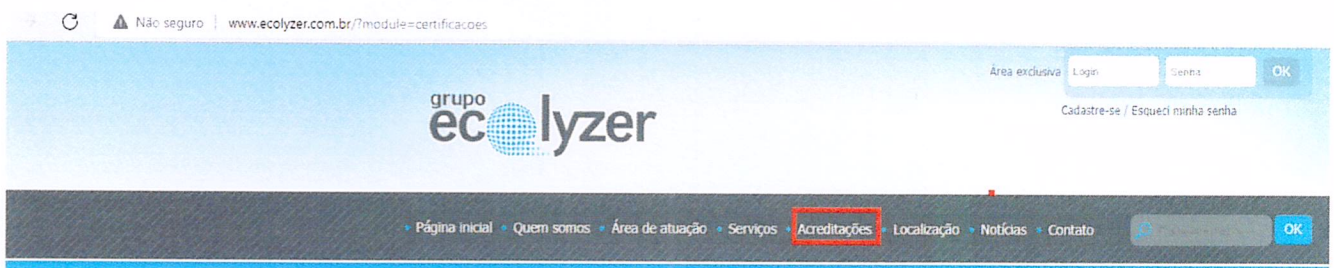 Não seguro | www.ecolyzer.com.br/?module=certificacoes
Área exclusiva Login Senha OK
Cadastre-se / Esqueci minha senha
grupo
ecolyzer
Página inicial Quem somos Área de atuação Serviços Acreditações Localização Notícias Contato OK